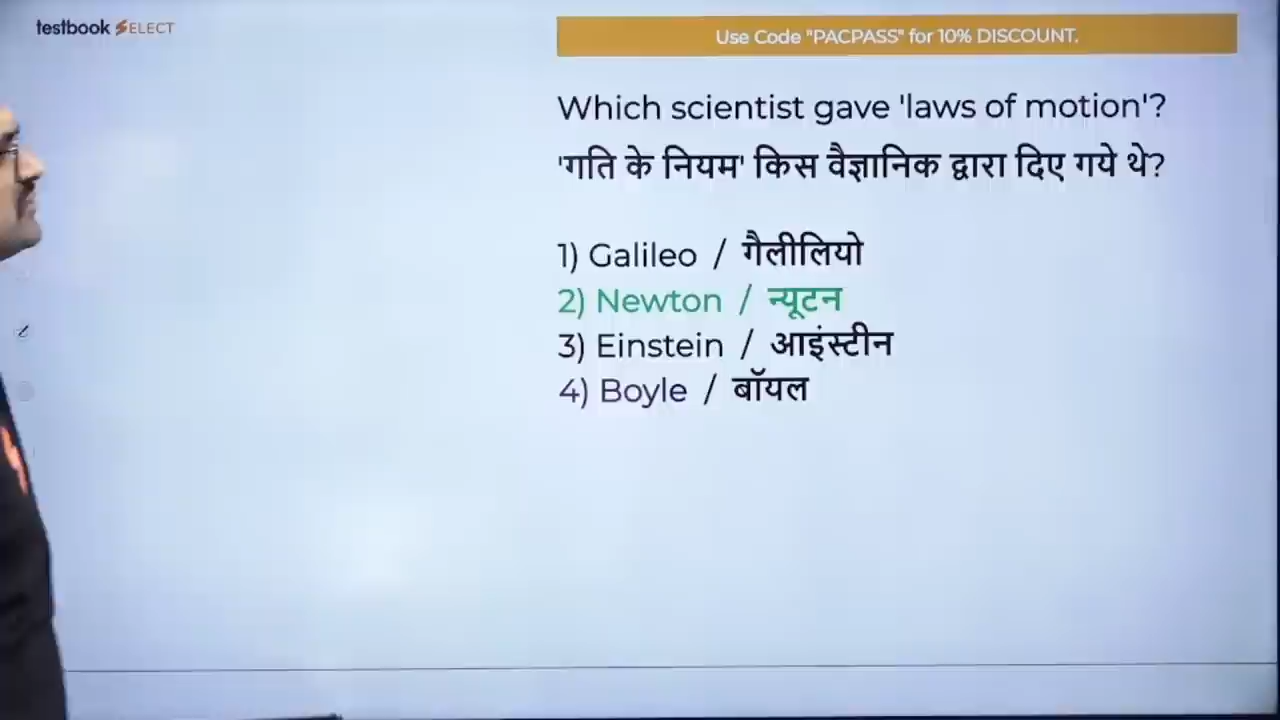 testbook SELECT
Use Code "PACPASS" for 10% DISCOUNT.
Which scientist gave 'laws of motion'?
'गति के नियम' किस वैज्ञानिक द्वारा दिए गये थे?
1) Galileo / गैलीलियो
2) Newton / न्यूटन
3) Einstein / आइंस्टीन
4) Boyle / बॉयल